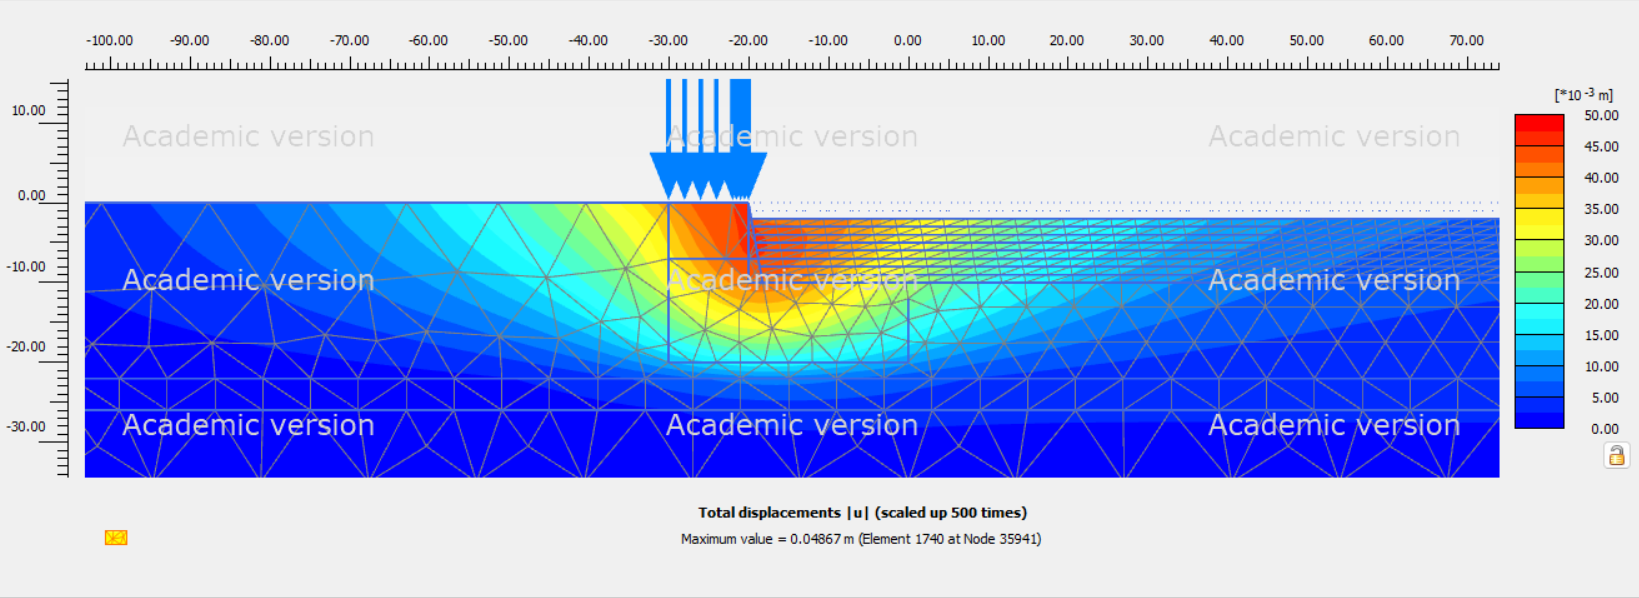 -100.00 -90.00 -80.00 -70.00 -60.00 -50.00 -40.00 -30.00 -20.00 -10.00 0.00 10.00 20.00 30.00 40.00 50.00 60.00 70.00
[*10 -3 m]
10.00
0.00
-10.00
-20.00
-30.00
Academic version Academic version Academic version
Academic version Academic version Academic version
Academic version Academic version Academic version
50.00
45.00
40.00
35.00
30.00
25.00
20.00
15.00
10.00
5.00
0.00
Total displacements |u| (scaled up 500 times)
Maximum value = 0.04867 m (Element 1740 at Node 35941)